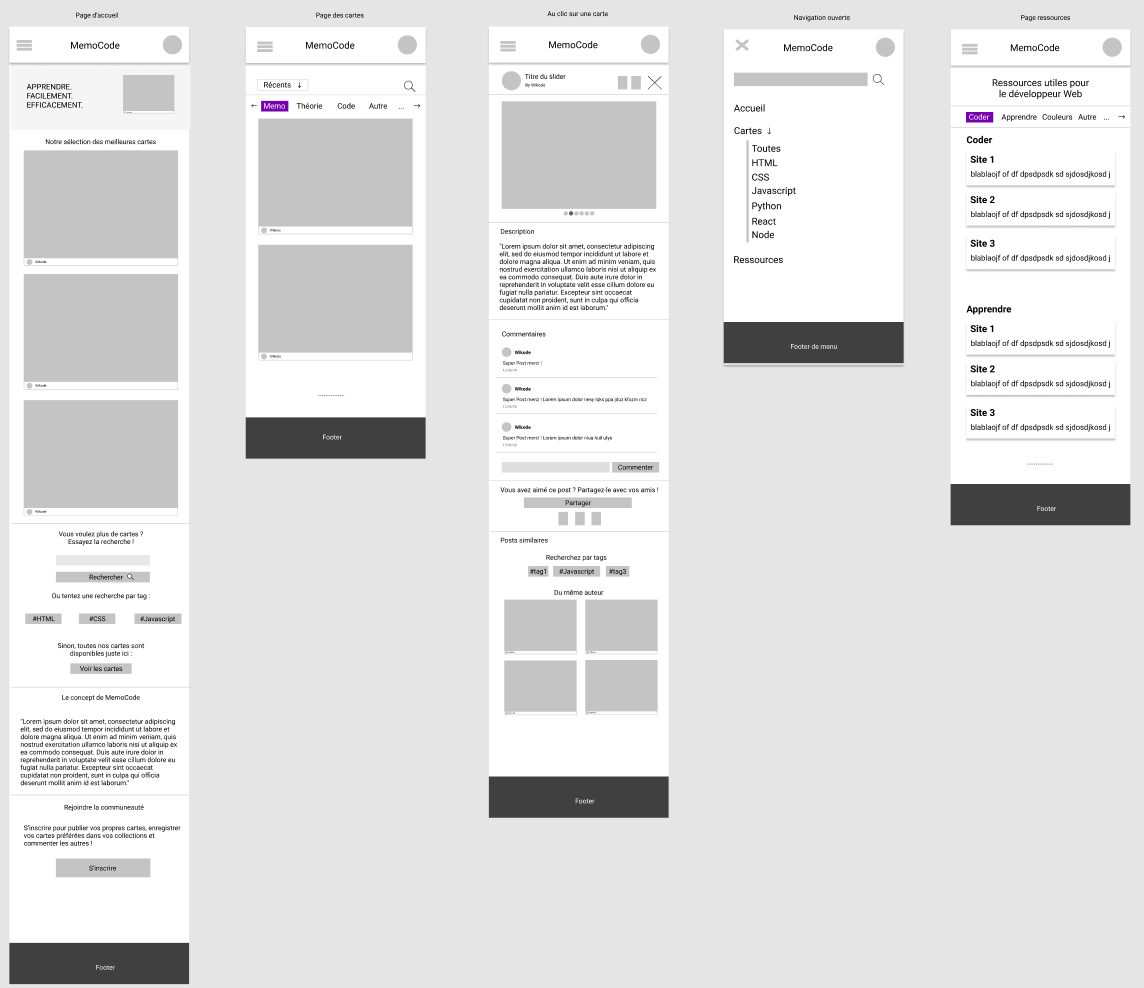 Page d'accueil
MemoCode
APPRENDRE.
FACILEMENT.
EFFICACEMENT.
Notre sélection des meilleures cartes
Wikode
Wikode
Wikode
Vous voulez plus de cartes ?
Essayez la recherche !
Rechercher
Ou tentez une recherche par tag :
#HTML #CSS #Javascript
Sinon, toutes nos cartes sont
disponibles juste ici :
Voir les cartes
Le concept de MemoCode
"Lorem ipsum dolor sit amet, consectetur adipiscing
elit, sed do eiusmod tempor incididunt ut labore et
dolore magna aliqua. Ut enim ad minim veniam, quis
nostrud exercitation ullamco laboris nisi ut aliquip ex
ea commodo consequat. Duis aute irure dolor in
reprehenderit in voluptate velit esse cillum dolore eu
fugiat nulla pariatur. Excepteur sint occaecat
cupidatat non proident, sunt in culpa qui officia
deserunt mollit anim id est laborum."
Rejoindre la communeauté
S'inscrire pour publier vos propres cartes, enregistrer
vos cartes préférées dans vos collections et
commenter les autres !
S'inscrire
Footer
Page des cartes
MemoCode
Récents ↓
← Memo Théorie Code Autre ... →
Wikode
Wikode
..............
Footer
Au clic sur une carte
MemoCode
Titre du slider
By Wikode
Description
"Lorem ipsum dolor sit amet, consectetur adipiscing
elit, sed do eiusmod tempor incididunt ut labore et
dolore magna aliqua. Ut enim ad minim veniam, quis
nostrud exercitation ullamco laboris nisi ut aliquip ex
ea commodo consequat. Duis aute irure dolor in
reprehenderit in voluptate velit esse cillum dolore eu
fugiat nulla pariatur. Excepteur sint occaecat
cupidatat non proident, sunt in culpa qui officia
deserunt mollit anim id est laborum."
Commentaires
Wikode
Super Post merci !
Wikode
Super Post merci ! Lorem ipsum dolor nesy kjks ppa jduz kfozm ncz
Wikode
Super Post merci ! Lorem ipsum dolor niua huil utys
Commenter
Vous avez aimé ce post ? Partagez-le avec vos amis !
Partager
Posts similaires
Recherchez par tags
#tag1 #Javascript #tag3
Du même auteur
Footer
Navigation ouverte
MemoCode
Accueil
Cartes ↓
Toutes
HTML
CSS
Javascript
Python
React
Node
Ressources
Footer de menu
Page ressources
MemoCode
Ressources utiles pour
le développeur Web
Coder Apprendre Couleurs Autre ... →
Coder
Site 1
blablaojf of df dpsdpsdk sd sjdosdjkosd j
Site 2
blablaojf of df dpsdpsdk sd sjdosdjkosd j
Site 3
blablaojf of df dpsdpsdk sd sjdosdjkosd j
Apprendre
Site 1
blablaojf of df dpsdpsdk sd sjdosdjkosd j
Site 2
blablaojf of df dpsdpsdk sd sjdosdjkosd j
Site 3
blablaojf of df dpsdpsdk sd sjdosdjkosd j
..............
Footer